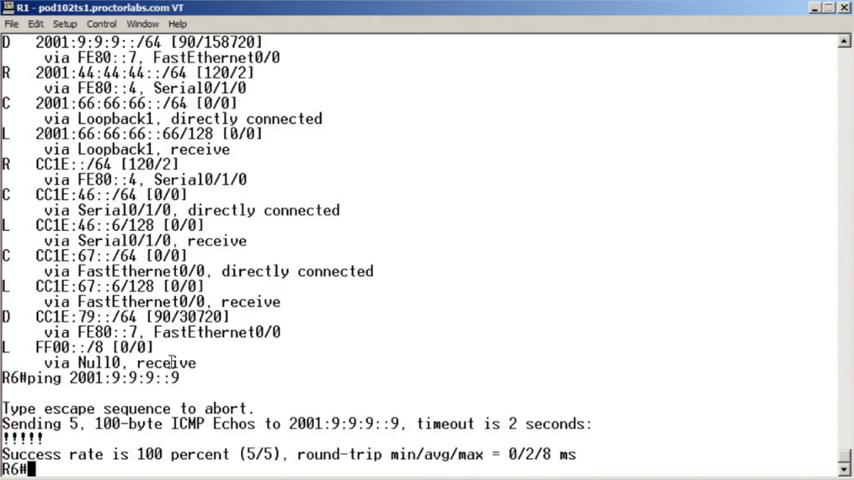 R1 - pod102ts1.proctorlabs.com VT
File Edit Setup Control Window Help
D   2001:9:9:9::/64 [90/158720]
     via FE80::7, FastEthernet0/0
R   2001:44:44:44::/64 [120/2]
     via FE80::4, Serial0/1/0
C   2001:66:66:66::/64 [0/0]
     via Loopback1, directly connected
L   2001:66:66:66::66/128 [0/0]
     via Loopback1, receive
R   CC1E::/64 [120/2]
     via FE80::4, Serial0/1/0
C   CC1E:46::/64 [0/0]
     via Serial0/1/0, directly connected
L   CC1E:46::6/128 [0/0]
     via Serial0/1/0, receive
C   CC1E:67::/64 [0/0]
     via FastEthernet0/0, directly connected
L   CC1E:67::6/128 [0/0]
     via FastEthernet0/0, receive
D   CC1E:79::/64 [90/30720]
     via FE80::7, FastEthernet0/0
L   FF00::/8 [0/0]
     via Null0, receive
R6#ping 2001:9:9:9::9
Type escape sequence to abort.
Sending 5, 100-byte ICMP Echos to 2001:9:9:9::9, timeout is 2 seconds:
!!!!!
Success rate is 100 percent (5/5), round-trip min/avg/max = 0/2/8 ms
R6#